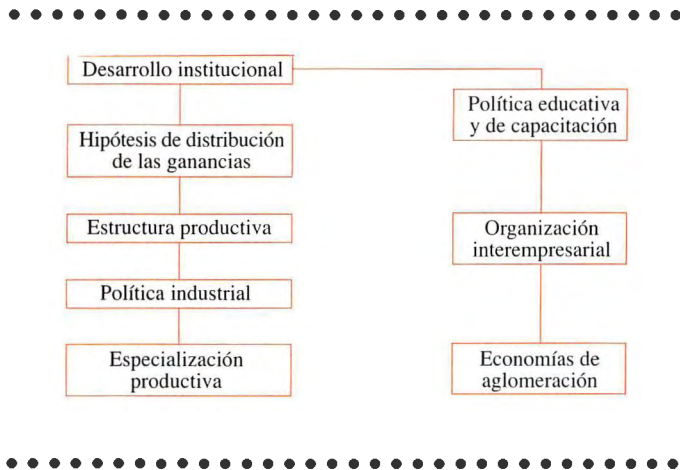 Desarrollo institucional
Hipótesis de distribución
de las ganancias
Estructura productiva
Política industrial
Especialización
productiva
Política educativa
y de capacitación
Organización
interempresarial
Economías de
aglomeración